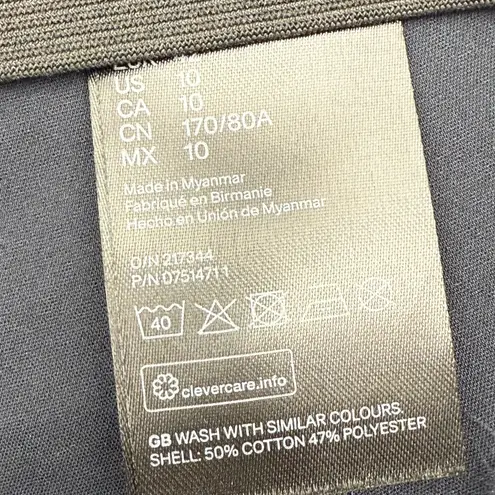 US 10
CA 10
CN 170/80A
MX 10
Made in Myanmar
Fabriqué en Birmanie
Hecho en Unión de Myanmar
O/N 217344
P/N 07514711
40
clevercare.info
GB WASH WITH SIMILAR COLOURS.
SHELL: 50% COTTON 47% POLYESTER